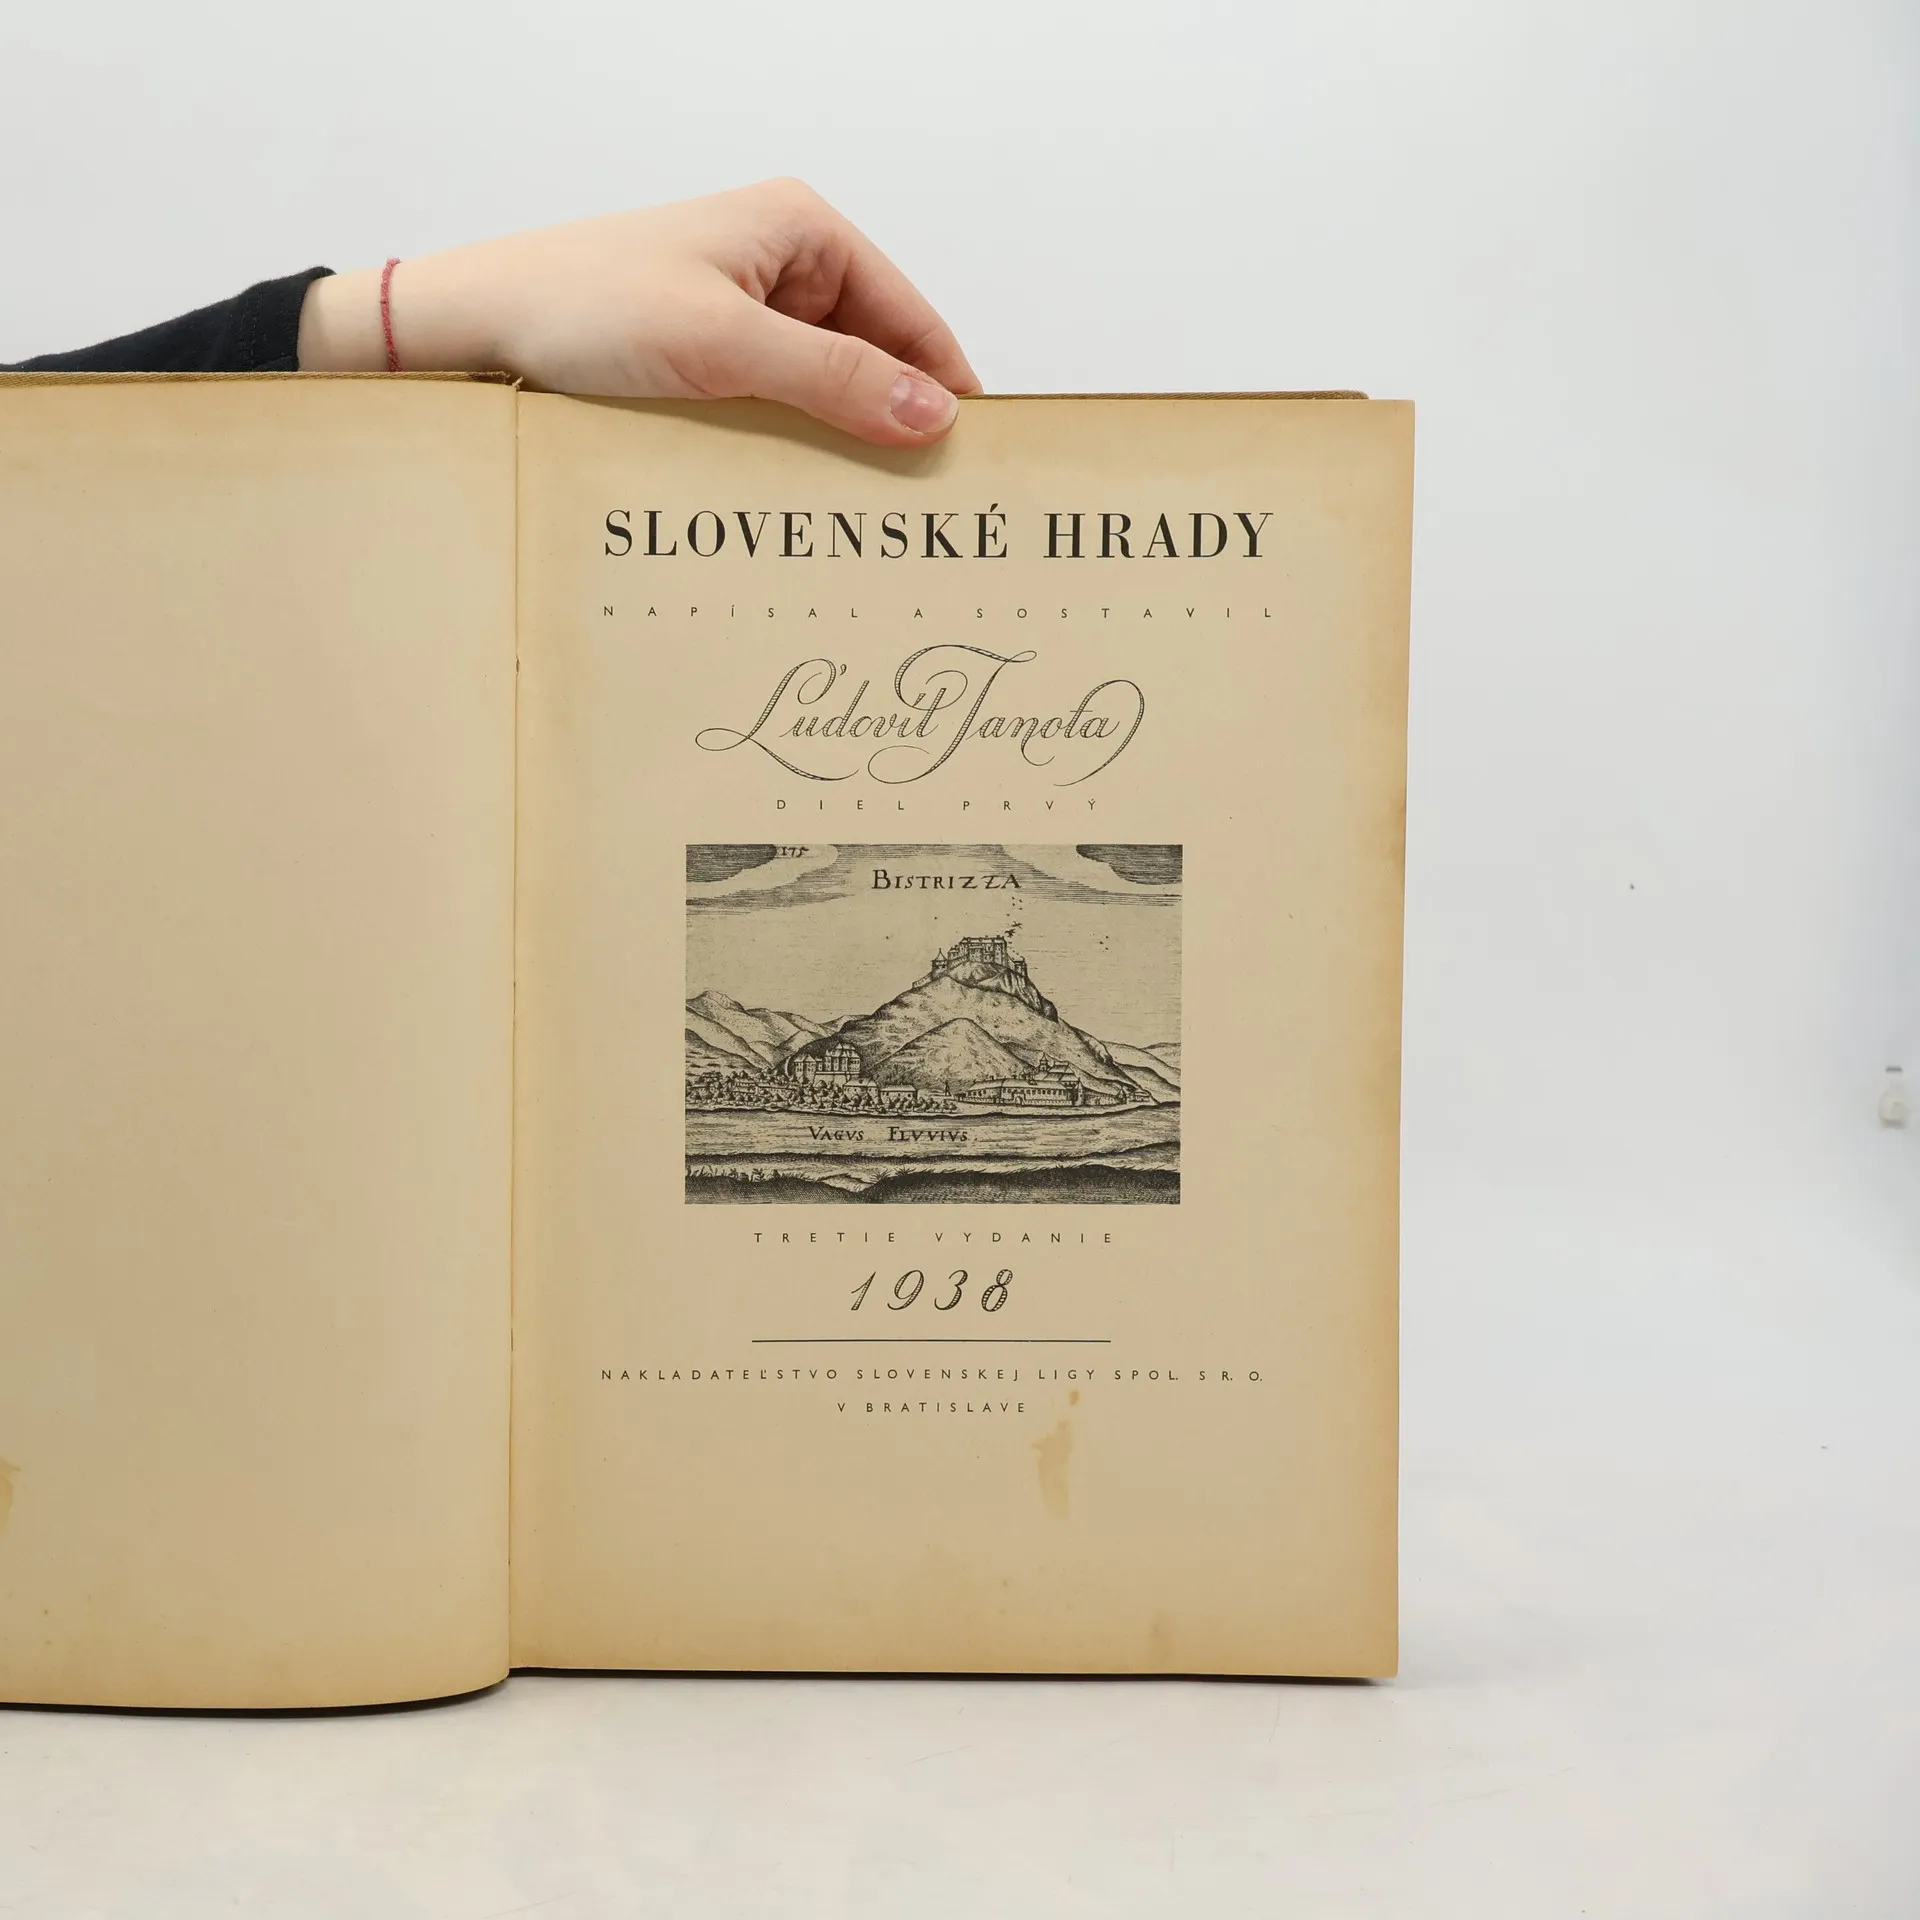 SLOVENSKÉ HRADY
NAPÍSAL A SOSTAVIL
Ľudovít Janota
DIEL PRVÝ
175
BISTRIZZA
VAGVS FLVVIVS.
TRETIE VYDANIE
1938
NAKLADATEĽSTVO SLOVENSKEJ LIGY SPOL. S R. O.
V BRATISLAVE